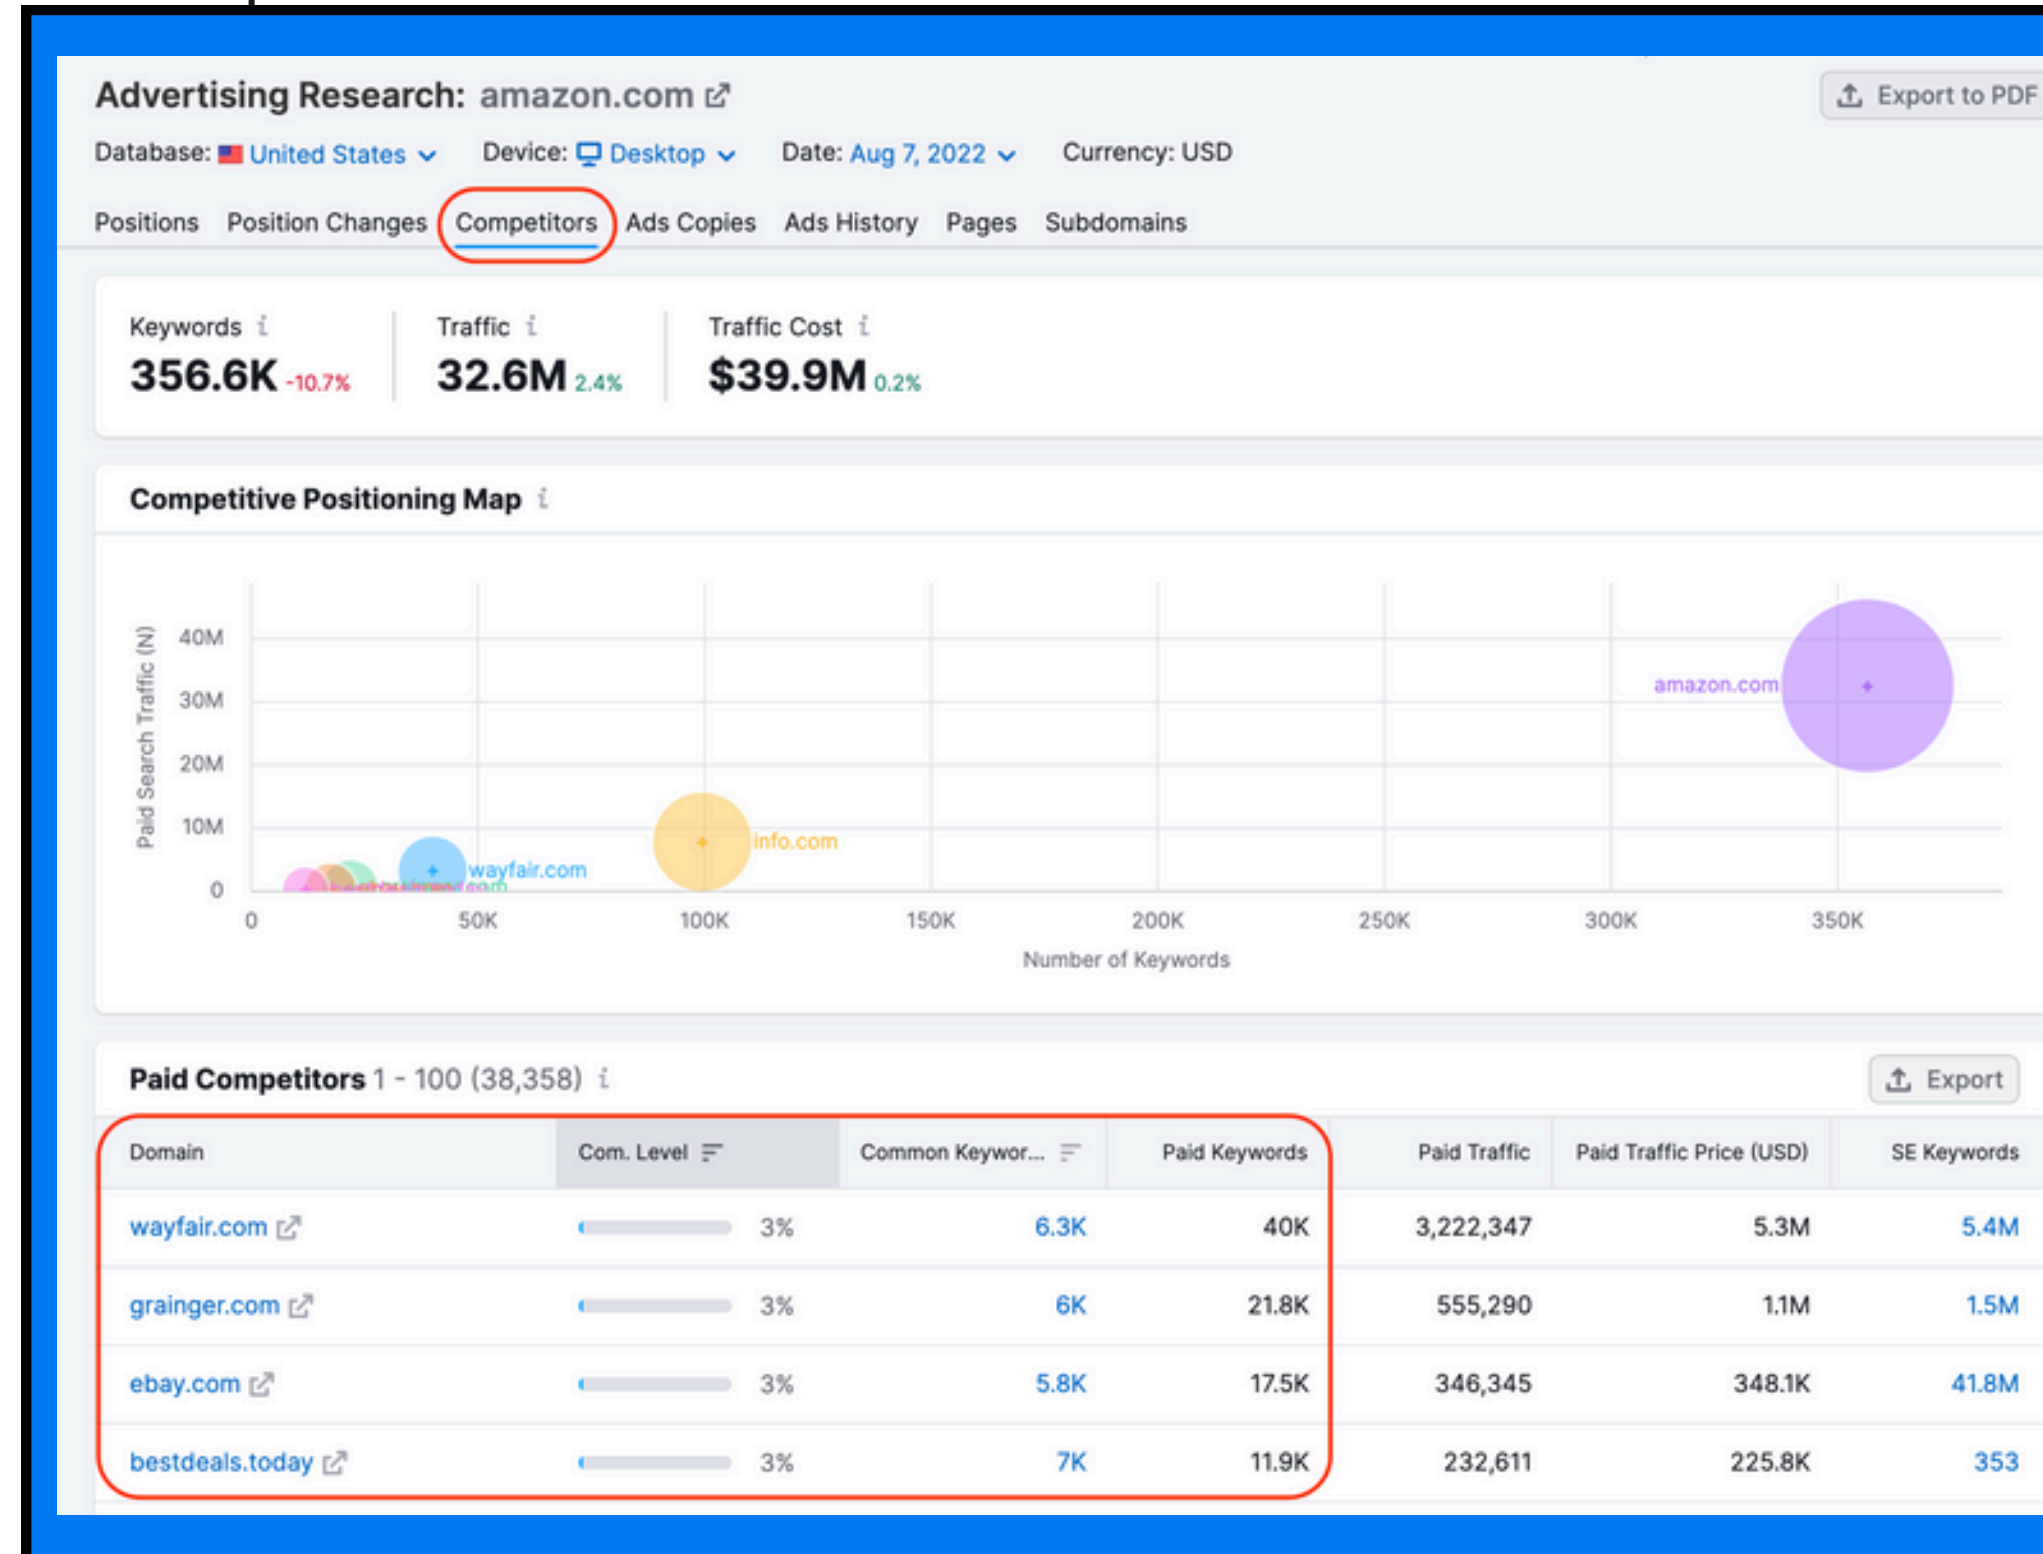 Advertising Research: amazon.com
Export to PDF
Database: United States Device: Desktop Date: Aug 7, 2022 Currency: USD
Positions Position Changes Competitors Ads Copies Ads History Pages Subdomains
Keywords i Traffic i Traffic Cost i
356.6K -10.7% 32.6M 2.4% $39.9M 0.2%
Competitive Positioning Map i
Paid Search Traffic (N)
40M
30M
20M
10M
0
amazon.com
info.com
wayfair.com
0 50K 100K 150K 200K 250K 300K 350K
Number of Keywords
Paid Competitors 1 - 100 (38,358) i
Export
Domain Com. Level Common Keywor... Paid Keywords Paid Traffic Paid Traffic Price (USD) SE Keywords
wayfair.com 3% 6.3K 40K 3,222,347 5.3M 5.4M
grainger.com 3% 6K 21.8K 555,290 1.1M 1.5M
ebay.com 3% 5.8K 17.5K 346,345 348.1K 41.8M
bestdeals.today 3% 7K 11.9K 232,611 225.8K 353